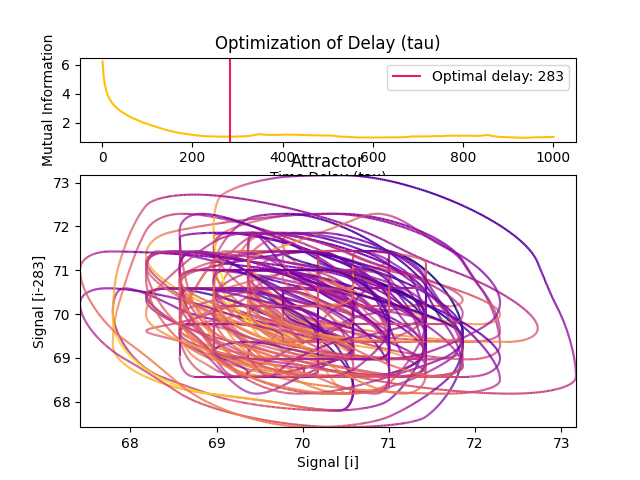 Optimization of Delay (tau)
Mutual Information
6
4
2
Optimal delay: 283
0 200 400 600 800 1000
Time Delay (tau)
Attractor
Signal [i-283]
73
72
71
70
69
68
68 69 70 71 72 73
Signal [i]